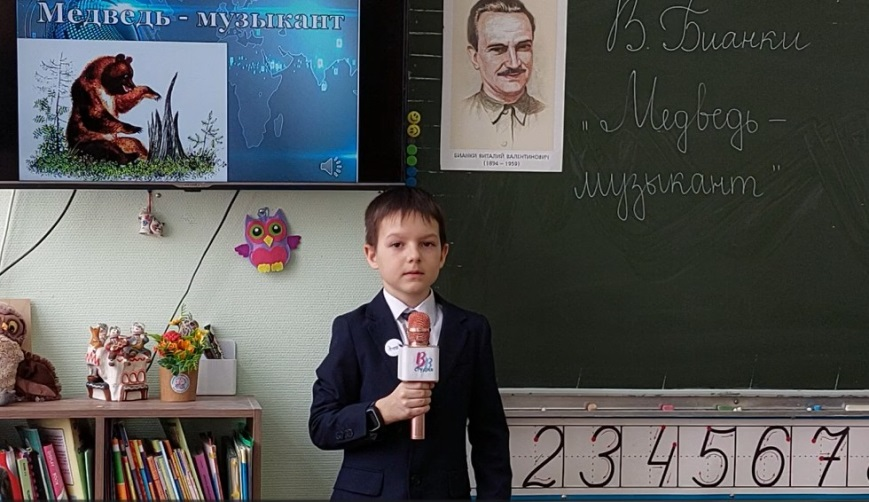 Медведь - музыкант
БИАНКИ ВИТАЛИЙ ВАЛЕНТИНОВИЧ
(1894 – 1959)
В. Бианки
"Медведь –
музыкант"
2 3 4 5 6 7